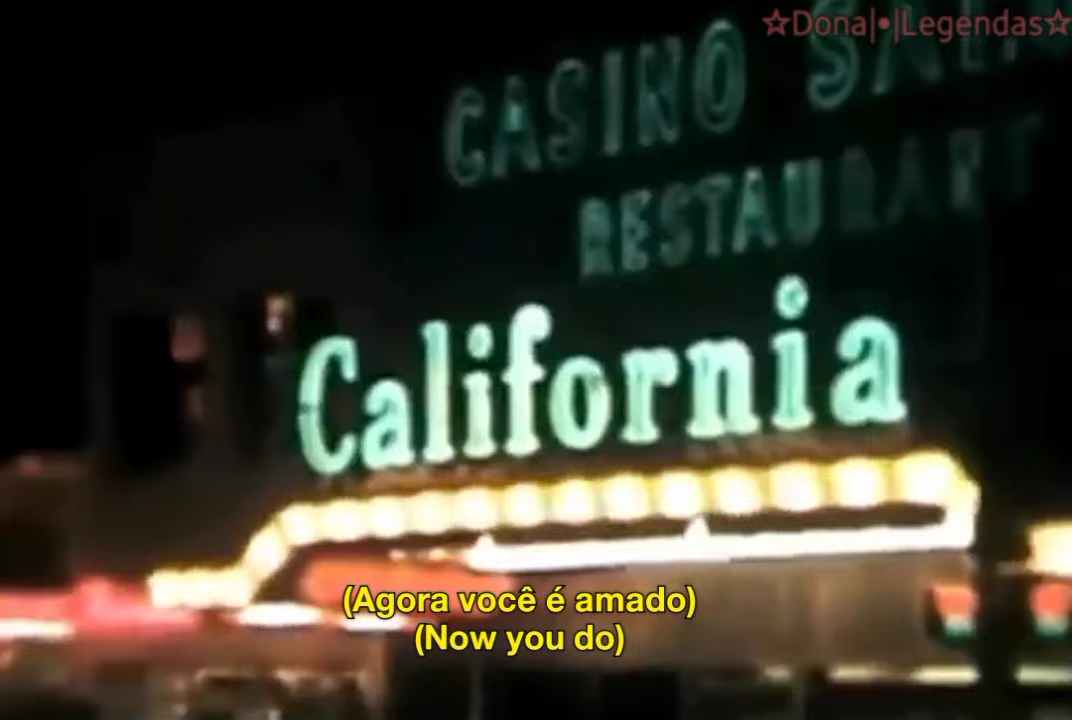 ☆Dona|•|Legendas☆
CASINO
RESTAURANT
California
(Agora você é amado)
(Now you do)